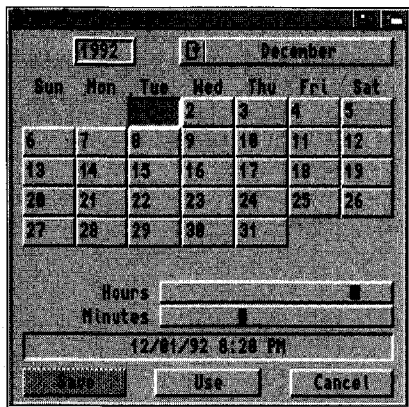 1992 December
Sun Mon Tue Wed Thu Fri Sat
2 3 4 5
6 7 8 9 10 11 12
13 14 15 16 17 18 19
20 21 22 23 24 25 26
27 28 29 30 31
Hours
Minutes
12/01/92 8:20 PM
Save Use Cancel